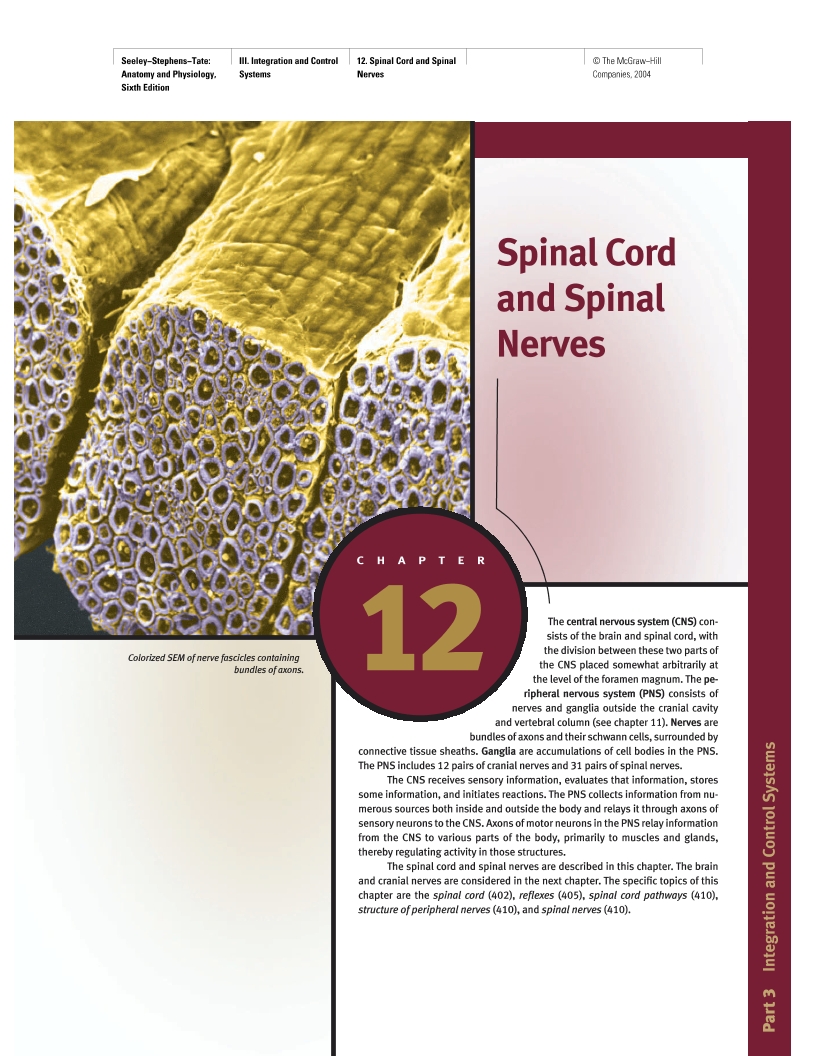 Seeley−Stephens−Tate:
Anatomy and Physiology,
Sixth Edition
III. Integration and Control
Systems
12. Spinal Cord and Spinal
Nerves
© The McGraw−Hill
Companies, 2004
Spinal Cord
and Spinal
Nerves
CHAPTER
12
Colorized SEM of nerve fascicles containing
bundles of axons.
The central nervous system (CNS) con-
sists of the brain and spinal cord, with
the division between these two parts of
the CNS placed somewhat arbitrarily at
the level of the foramen magnum. The pe-
ripheral nervous system (PNS) consists of
nerves and ganglia outside the cranial cavity
and vertebral column (see chapter 11). Nerves are
bundles of axons and their schwann cells, surrounded by
connective tissue sheaths. Ganglia are accumulations of cell bodies in the PNS.
The PNS includes 12 pairs of cranial nerves and 31 pairs of spinal nerves.
The CNS receives sensory information, evaluates that information, stores
some information, and initiates reactions. The PNS collects information from nu-
merous sources both inside and outside the body and relays it through axons of
sensory neurons to the CNS. Axons of motor neurons in the PNS relay information
from the CNS to various parts of the body, primarily to muscles and glands,
thereby regulating activity in those structures.
The spinal cord and spinal nerves are described in this chapter. The brain
and cranial nerves are considered in the next chapter. The specific topics of this
chapter are the spinal cord (402), reflexes (405), spinal cord pathways (410),
structure of peripheral nerves (410), and spinal nerves (410).
Part 3 Integration and Control Systems